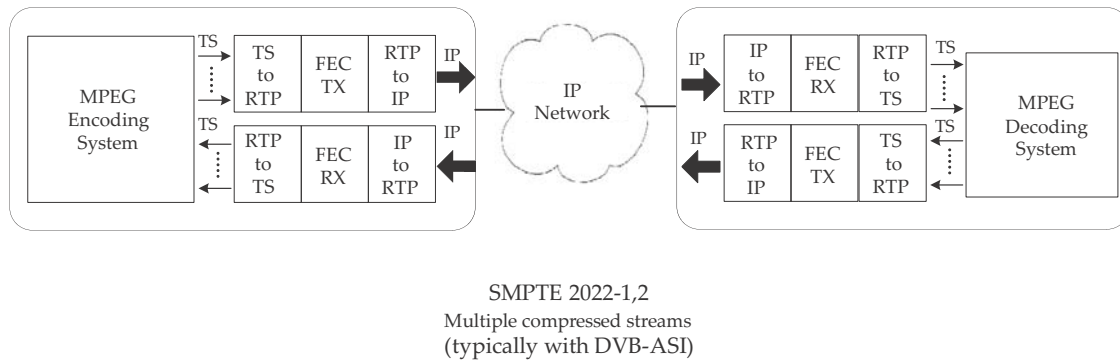 MPEG
Encoding
System
TS
TS
to
RTP
FEC
TX
RTP
to
IP
IP
TS
RTP
to
TS
FEC
RX
IP
to
RTP
IP
IP
Network
IP
IP
to
RTP
FEC
RX
RTP
to
TS
TS
IP
RTP
to
IP
FEC
TX
TS
to
RTP
TS
MPEG
Decoding
System
SMPTE 2022-1,2
Multiple compressed streams
(typically with DVB-ASI)